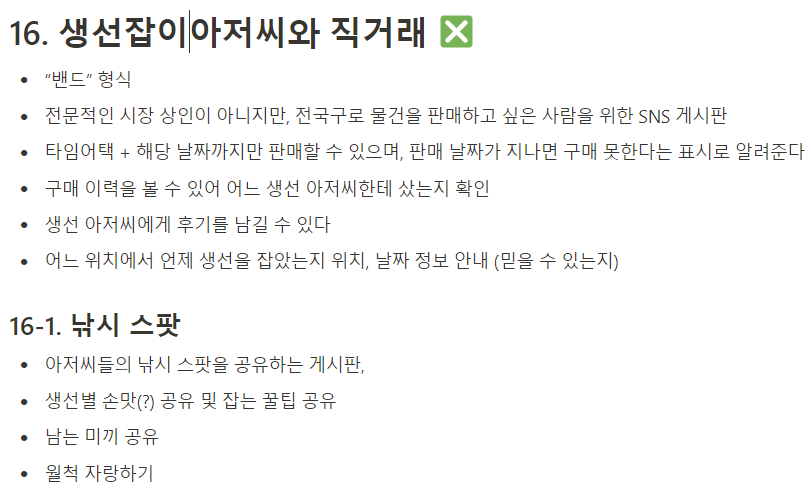 16. 생선잡이아저씨와 직거래 ❎
• “밴드” 형식
• 전문적인 시장 상인이 아니지만, 전국구로 물건을 판매하고 싶은 사람을 위한 SNS 게시판
• 타임어택 + 해당 날짜까지만 판매할 수 있으며, 판매 날짜가 지나면 구매 못한다는 표시로 알려준다
• 구매 이력을 볼 수 있어 어느 생선 아저씨한테 샀는지 확인
• 생선 아저씨에게 후기를 남길 수 있다
• 어느 위치에서 언제 생선을 잡았는지 위치, 날짜 정보 안내 (믿을 수 있는지)
16-1. 낚시 스팟
• 아저씨들의 낚시 스팟을 공유하는 게시판,
• 생선별 손맛(?) 공유 및 잡는 꿀팁 공유
• 남는 미끼 공유
• 월척 자랑하기